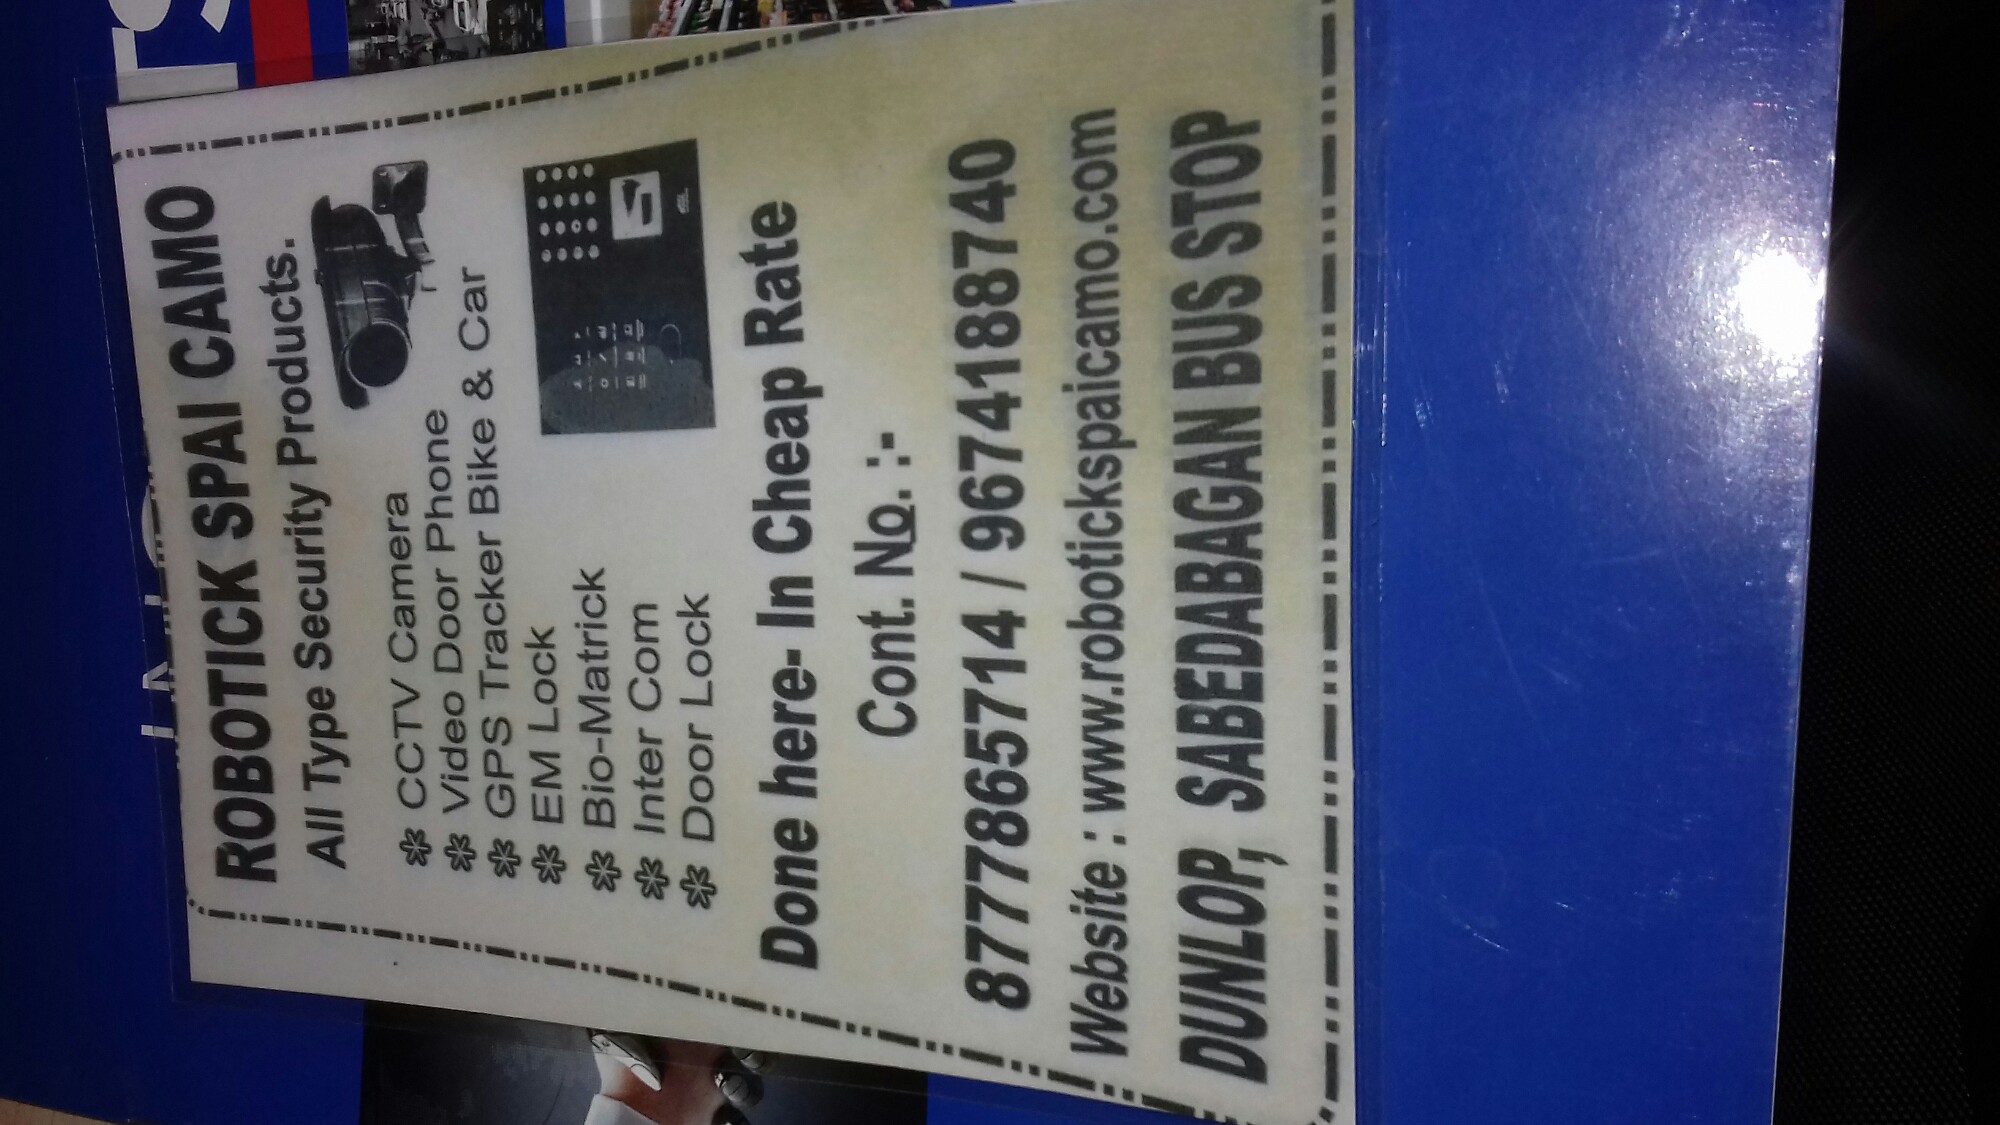 ROBOTICK SPAI CAMO
All Type Security Products.
✲ CCTV Camera
✲ Video Door Phone
✲ GPS Tracker Bike & Car
✲ EM Lock
✲ Bio-Matrick
✲ Inter Com
✲ Door Lock
Done here- In Cheap Rate
Cont. No. :-
8777865714 / 9674188740
Website : www.robotickspaicamo.com
DUNLOP, SABEDABAGAN BUS STOP